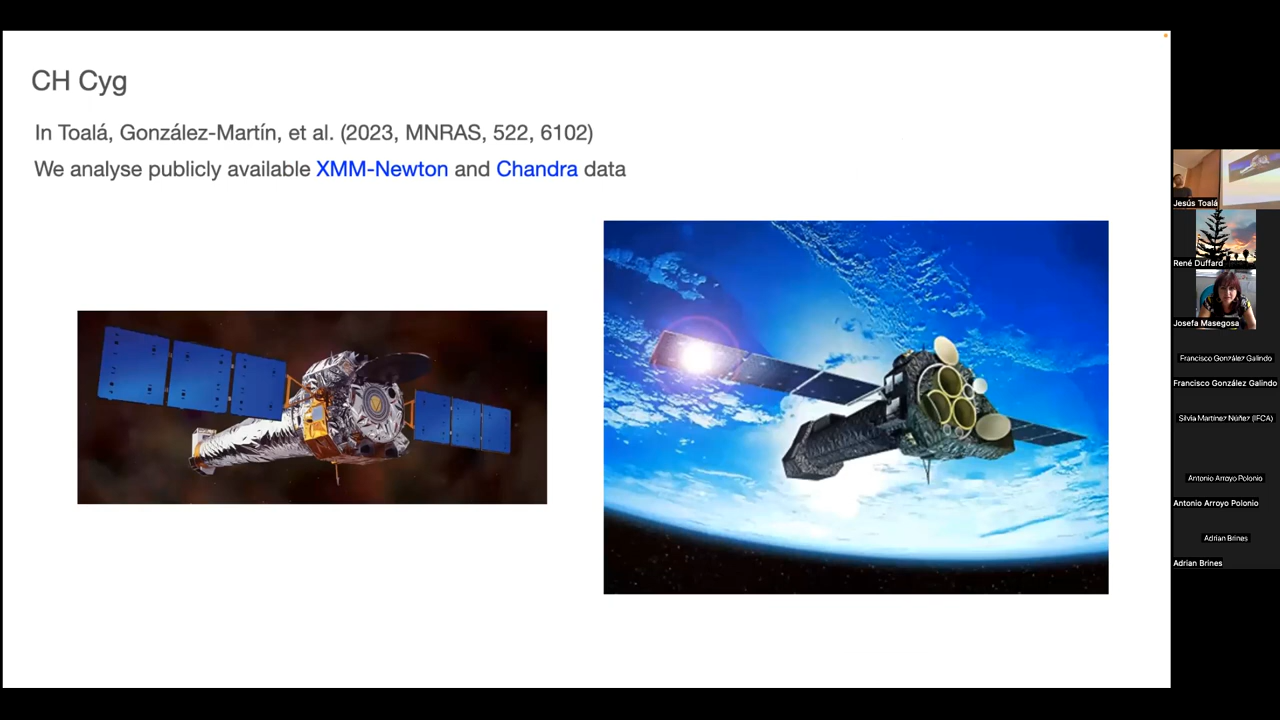 CH Cyg
In Toalá, González-Martín, et al. (2023, MNRAS, 522, 6102)
We analyse publicly available XMM-Newton and Chandra data
Jesús Toalá
René Duffard
Josefa Masegosa
Francisco González Galindo
Francisco González Galindo
Silvia Martínez Núñez (IFCA)
Antonio Arroyo Polonio
Antonio Arroyo Polonio
Adrian Brines
Adrian Brines